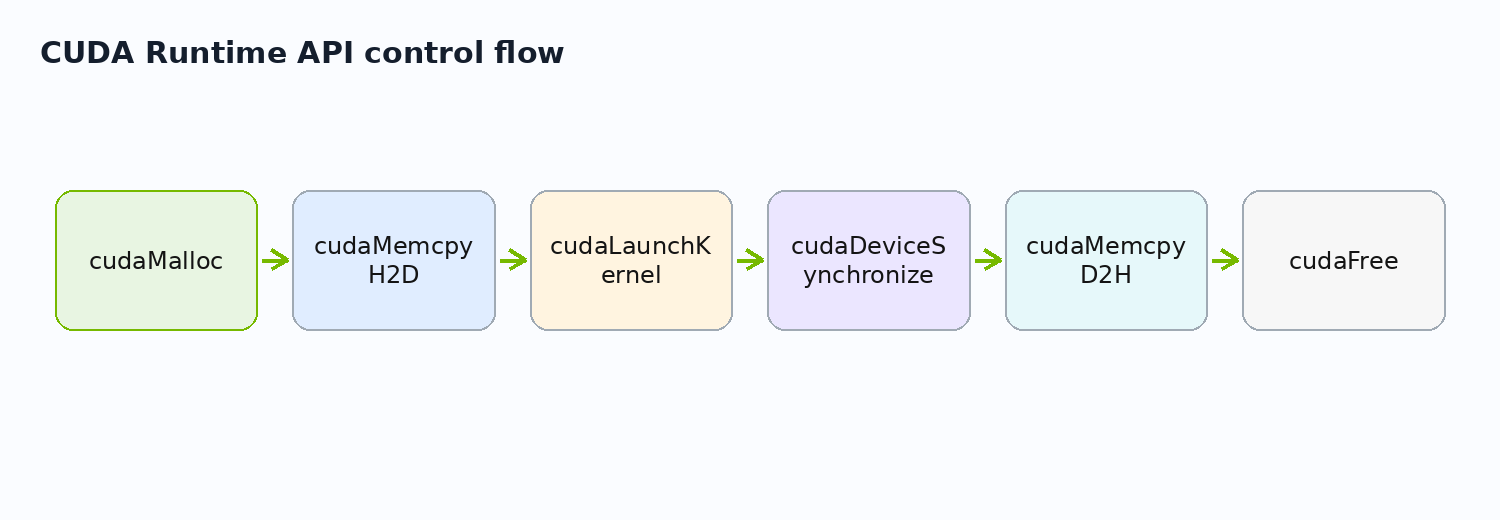 CUDA Runtime API control flow
cudaMalloc
cudaMemcpy
H2D
cudaLaunchK
ernel
cudaDeviceS
ynchronize
cudaMemcpy
D2H
cudaFree